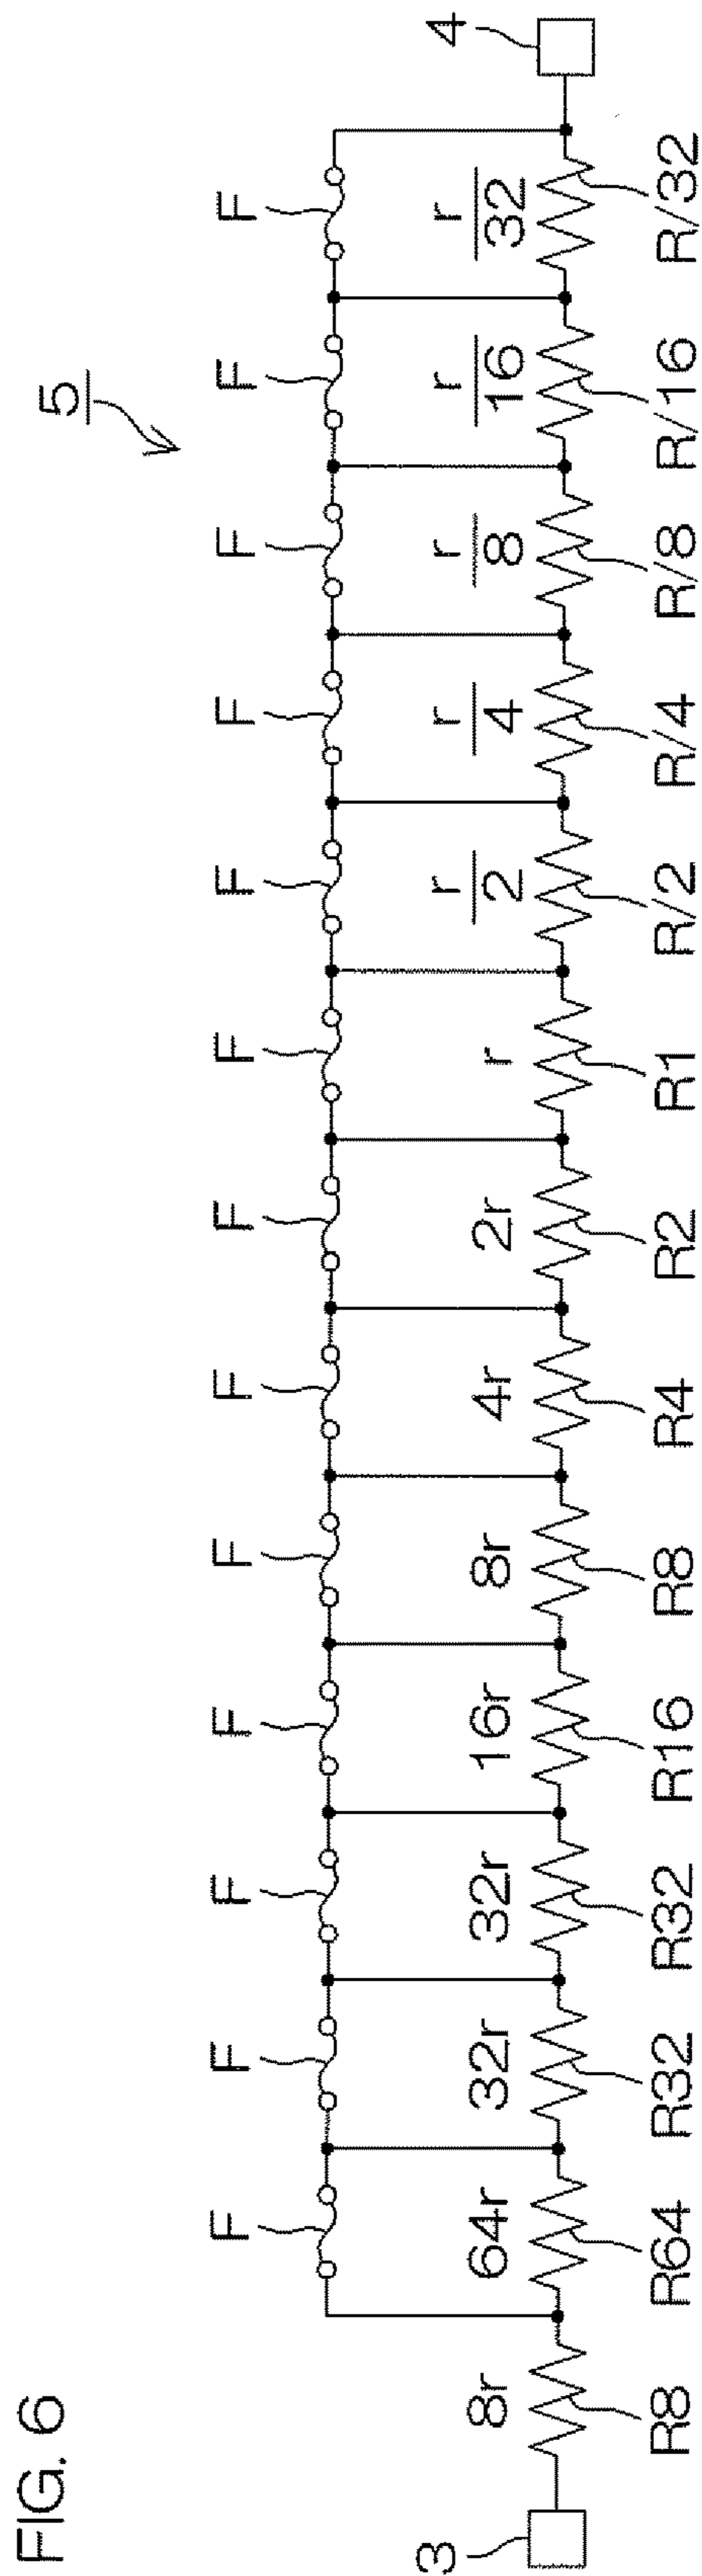 FIG. 6
5
F F F F F F F F F F F F F
3 8r 64r 32r 32r 16r 8r 4r 2r r r/2 r/4 r/8 r/16 r/32 4
R8 R64 R32 R32 R16 R8 R4 R2 R1 R/2 R/4 R/8 R/16 R/32